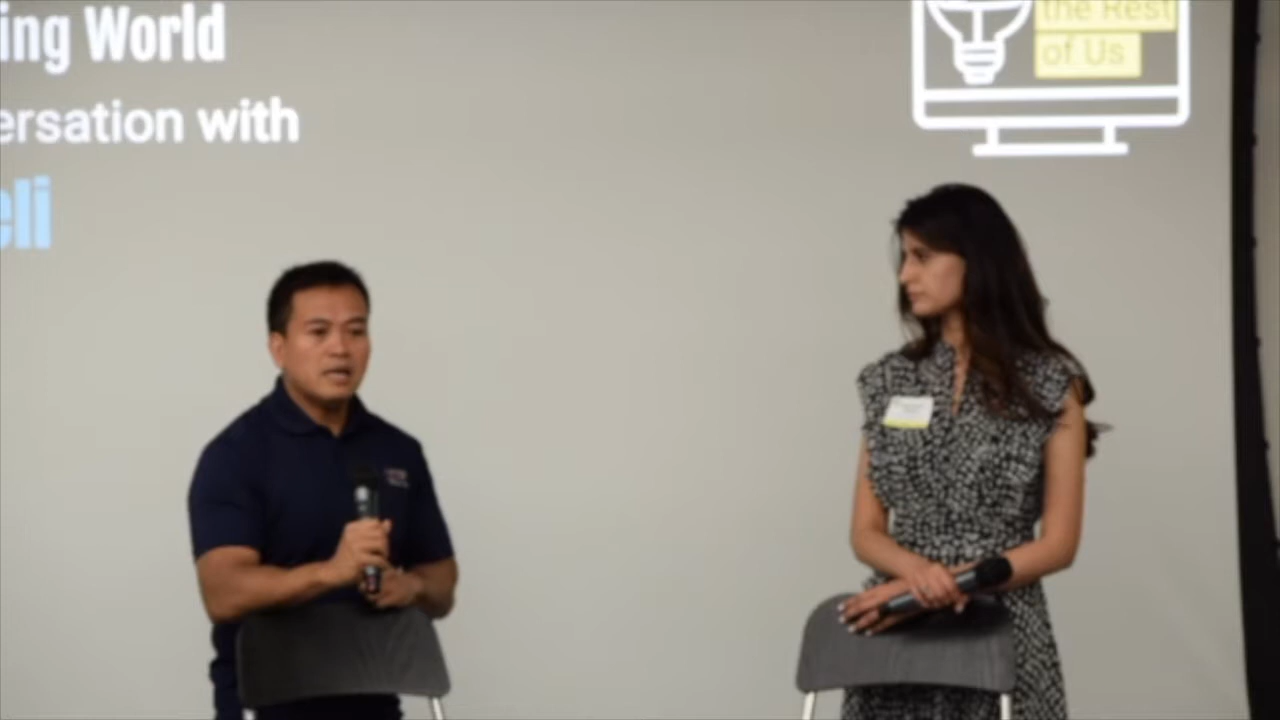 ing World
ersation with
eli
the Rest
of Us